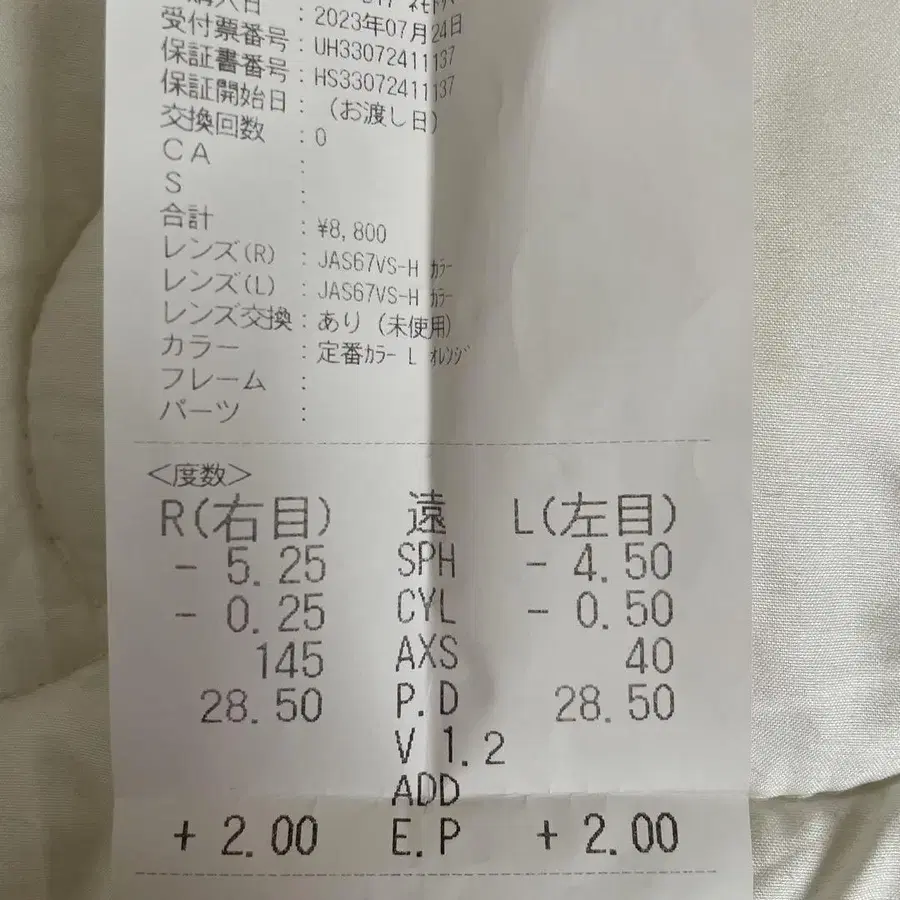 購入日 : 2023年07月24日
受付票番号 : UH33072411137
保証書番号 : HS33072411137
保証開始日 : (お渡し日)
交換回数 : 0
CA :
S :
合計 : ¥8,800
レンズ(R) : JAS67VS-H ｶﾗｰ
レンズ(L) : JAS67VS-H ｶﾗｰ
レンズ交換 : あり (未使用)
カラー : 定番ｶﾗｰ L ｵﾚﾝｼﾞ
フレーム :
パーツ :
<度数>
R(右目) 遠 L(左目)
- 5.25 SPH - 4.50
- 0.25 CYL - 0.50
145 AXS 40
28.50 P.D 28.50
V 1.2
ADD
+ 2.00 E.P + 2.00